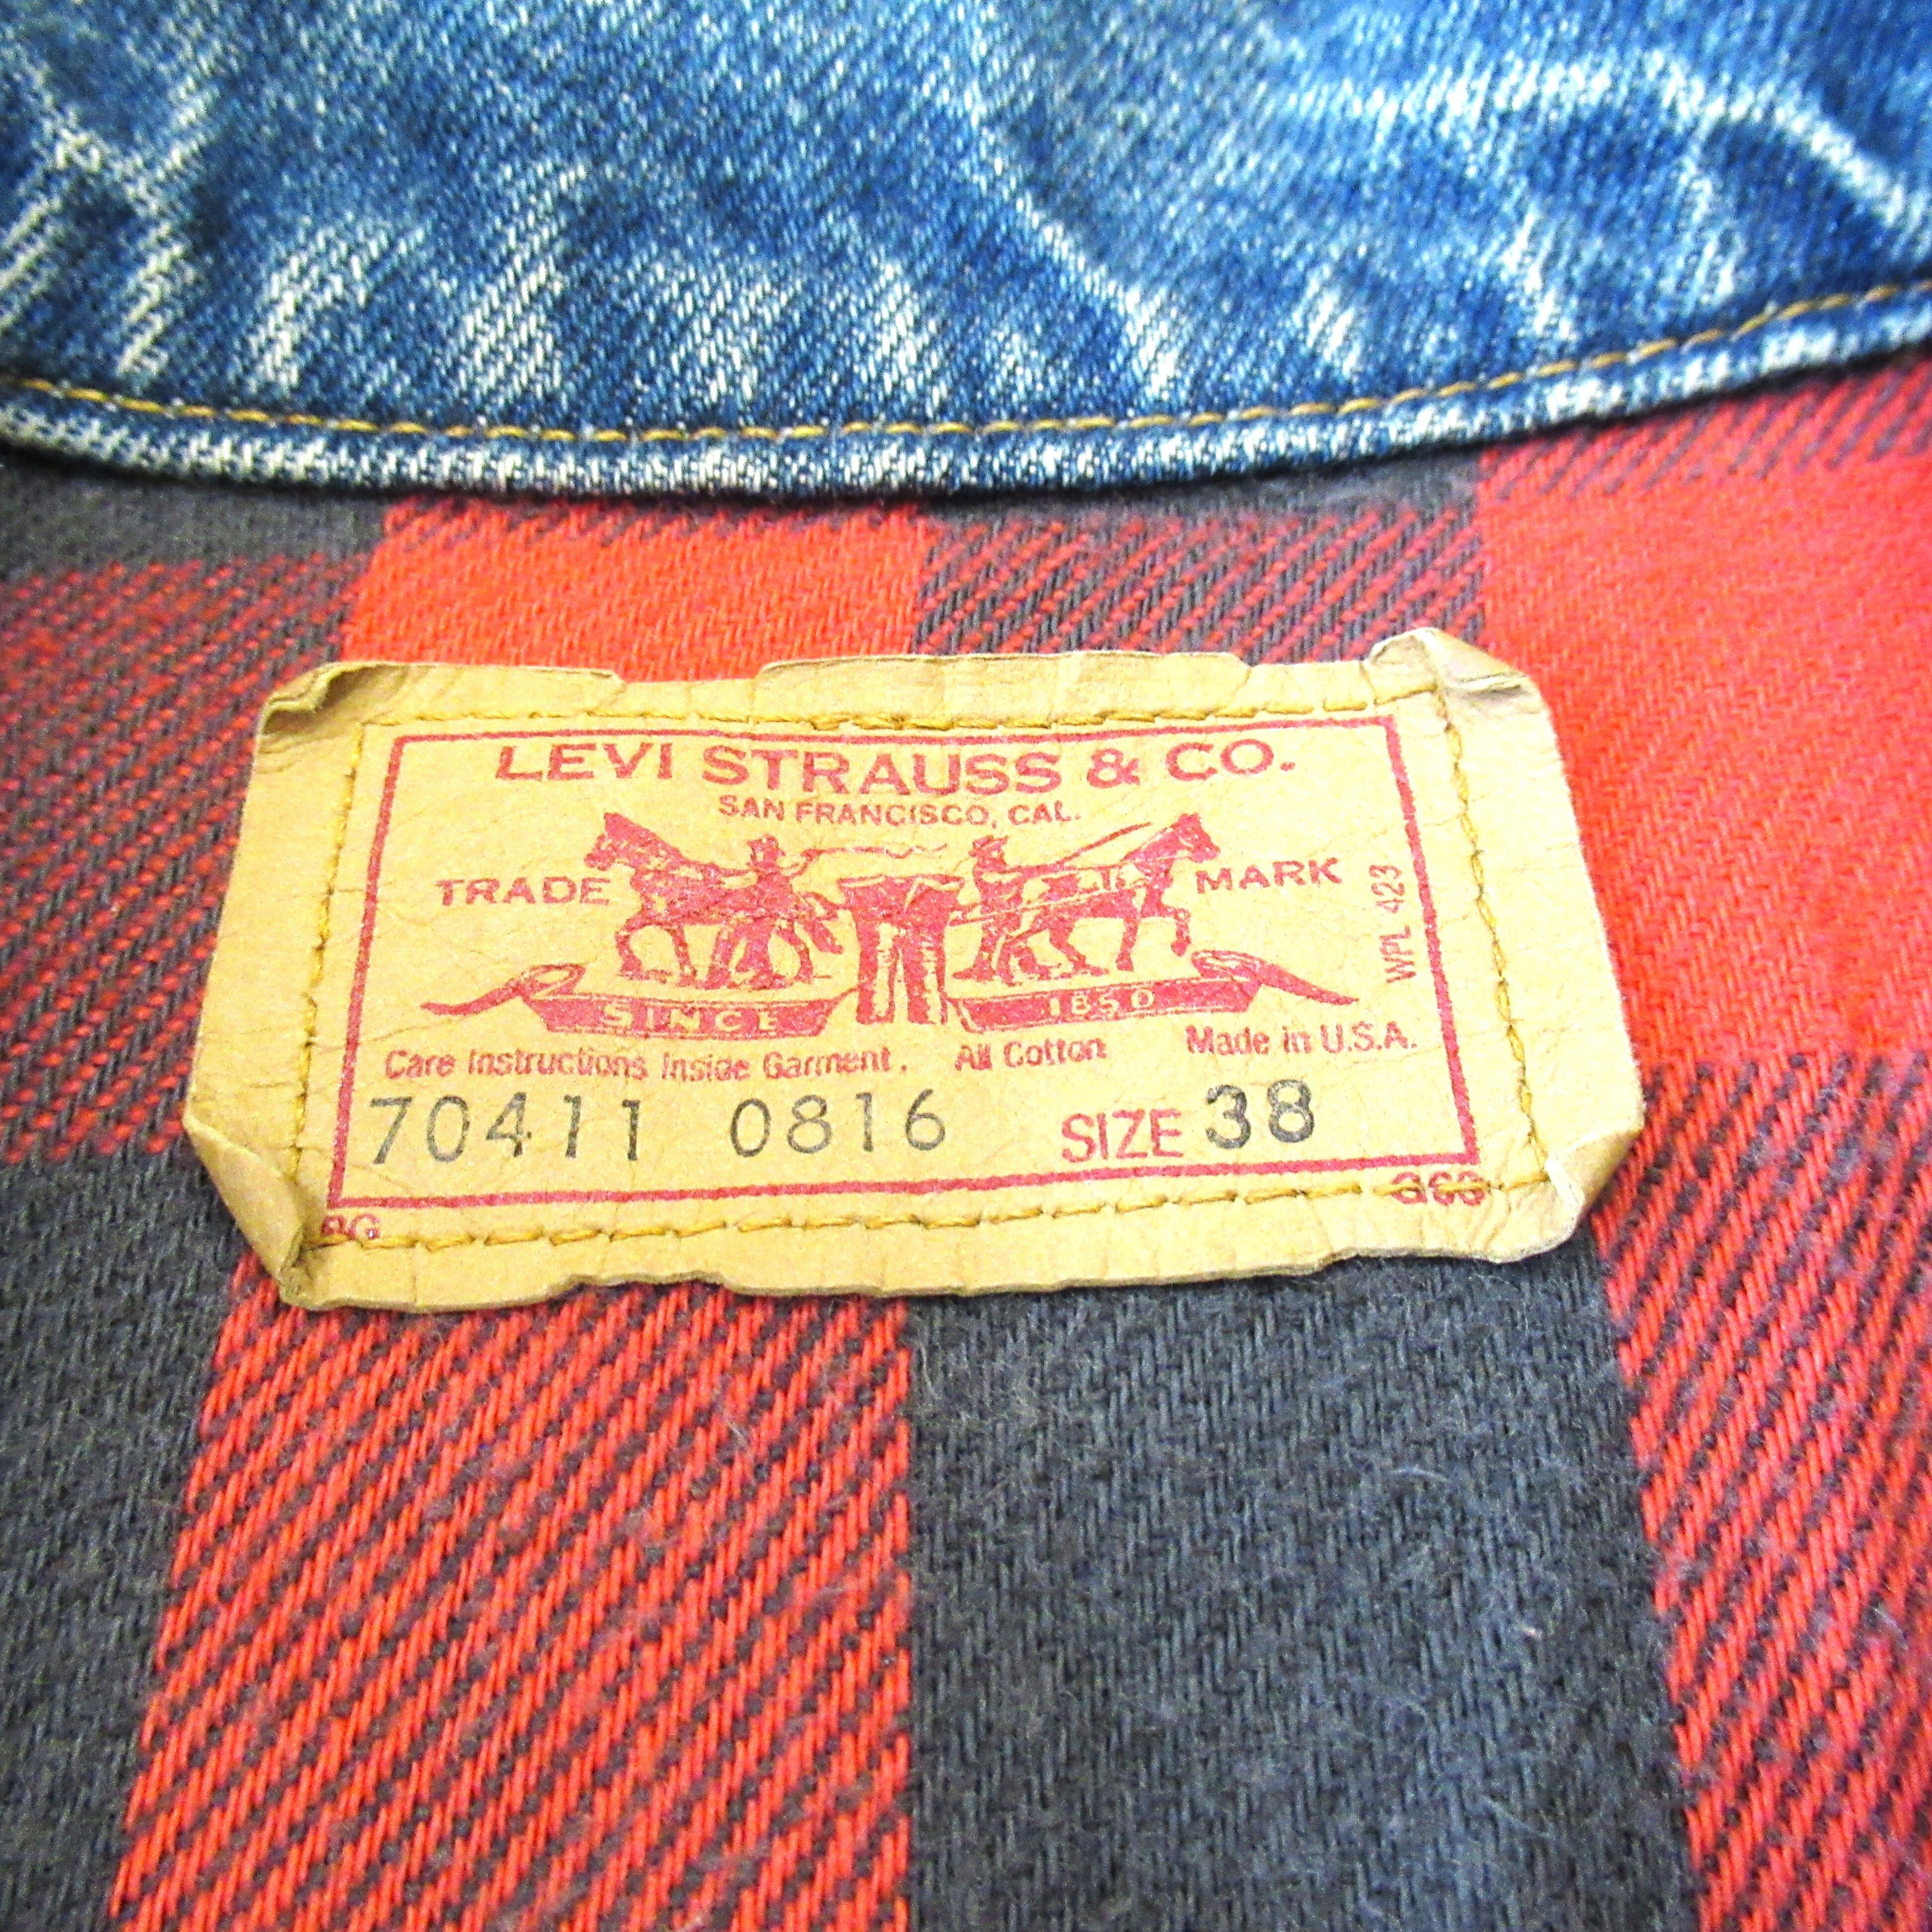 LEVI STRAUSS & CO.
SAN FRANCISCO, CAL.
TRADE MARK
WPL 423
SINCE 1850
Care Instructions Inside Garment. All Cotton Made in U.S.A.
70411 0816 SIZE 38